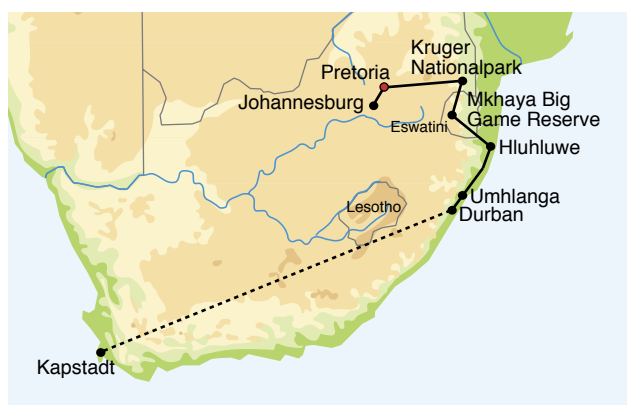 Kruger
Nationalpark
Pretoria
Johannesburg
Mkhaya Big
Game Reserve
Eswatini
Hluhluwe
Umhlanga
Lesotho
Durban
Kapstadt